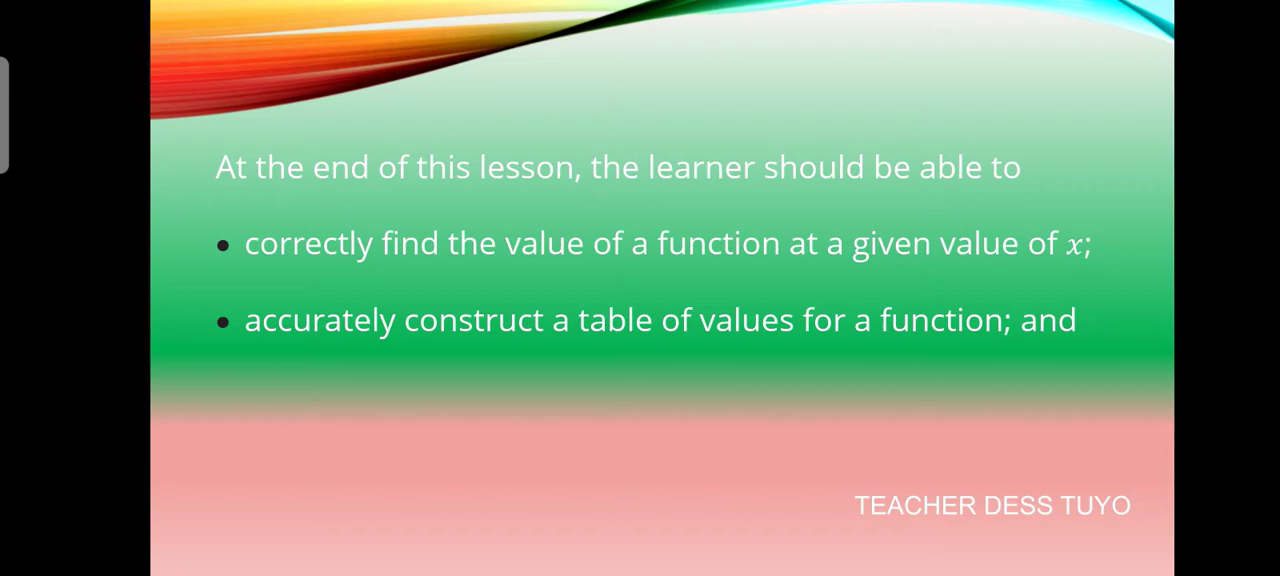 At the end of this lesson, the learner should be able to
• correctly find the value of a function at a given value of x;
• accurately construct a table of values for a function; and
TEACHER DESS TUYO